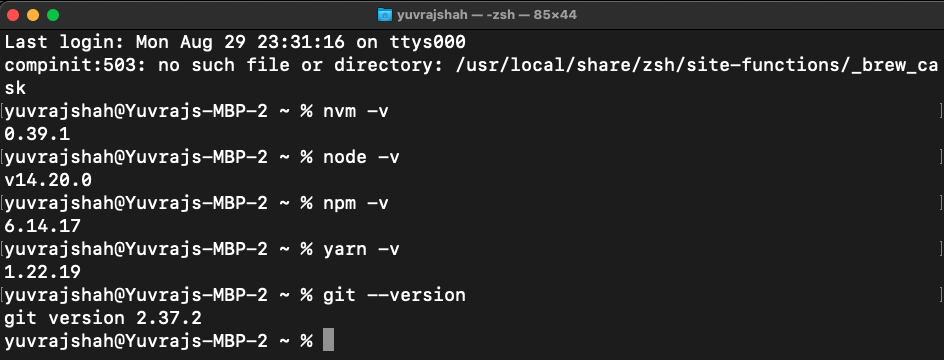 yuvrajshah — -zsh — 85×44
Last login: Mon Aug 29 23:31:16 on ttys000
compinit:503: no such file or directory: /usr/local/share/zsh/site-functions/_brew_ca
sk
[yuvrajshah@Yuvrajs-MBP-2 ~ % nvm -v ]
0.39.1
[yuvrajshah@Yuvrajs-MBP-2 ~ % node -v ]
v14.20.0
[yuvrajshah@Yuvrajs-MBP-2 ~ % npm -v ]
6.14.17
[yuvrajshah@Yuvrajs-MBP-2 ~ % yarn -v ]
1.22.19
[yuvrajshah@Yuvrajs-MBP-2 ~ % git --version ]
git version 2.37.2
yuvrajshah@Yuvrajs-MBP-2 ~ %